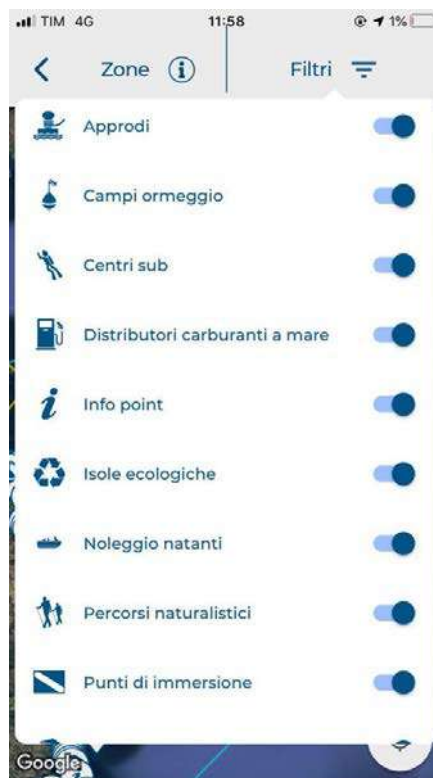 TIM 4G 11:58 1%
Zone i Filtri
Approdi
Campi ormeggio
Centri sub
Distributori carburanti a mare
i Info point
Isole ecologiche
Noleggio natanti
Percorsi naturalistici
Punti di immersione
Google